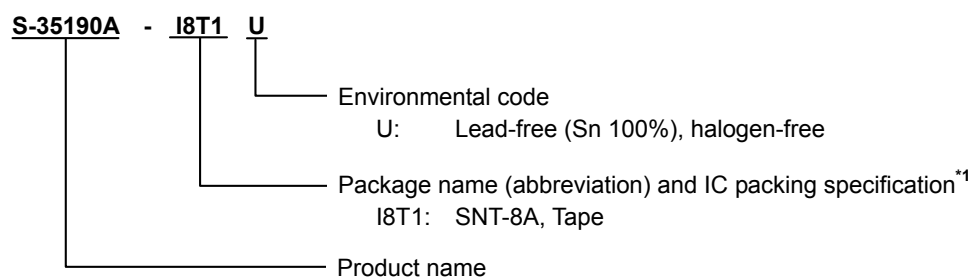 S-35190A - I8T1 U
Environmental code
U: Lead-free (Sn 100%), halogen-free
Package name (abbreviation) and IC packing specification*1
I8T1: SNT-8A, Tape
Product name